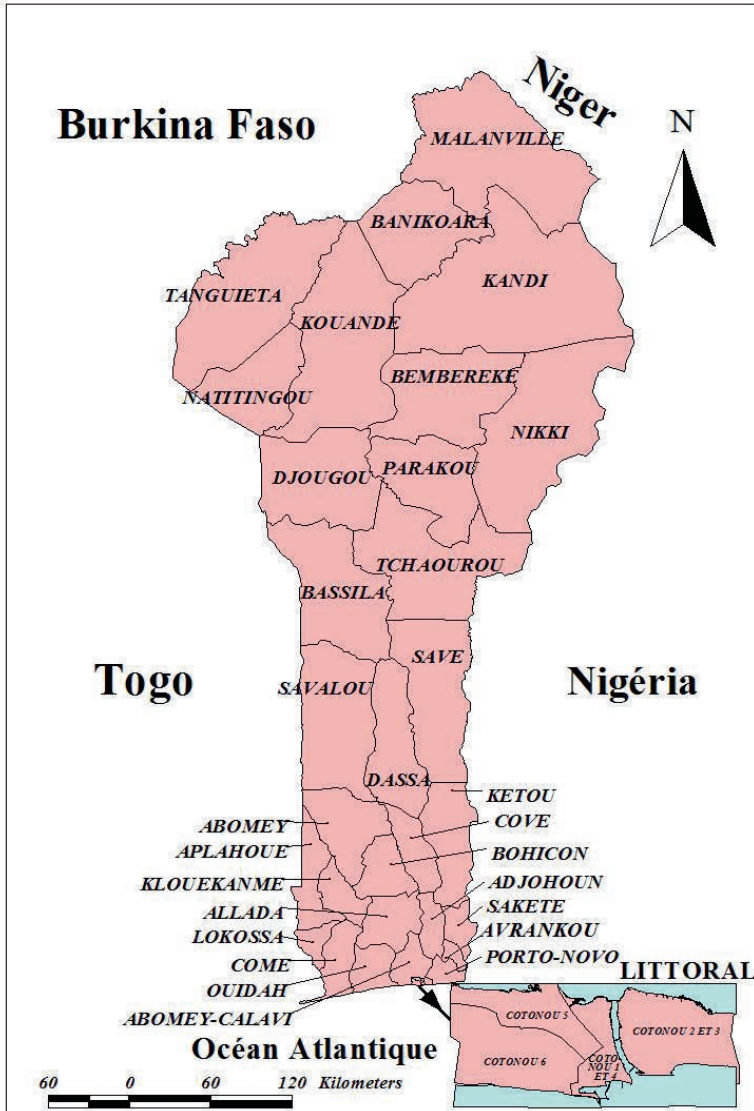 Niger
Burkina Faso
N
MALANVILLE
BANIKOARA
KANDI
TANGUIETA
KOUANDE
BEMBEREKE
NATITINGOU
NIKKI
PARAKOU
DJOUGOU
TCHAOUROU
BASSILA
SAVE
Togo
SAVALOU
Nigéria
DASSA
KETOU
COVE
ABOMEY
APLAHOUE
BOHICON
KLOUEKANME
ADJOHOUN
SAKETE
ALLADA
AVRANKOU
LOKOSSA
PORTO-NOVO
COME
LITTORAL
OUIDAH
ABOMEY-CALAVI
COTONOU 5
COTONOU 2 ET 3
Océan Atlantique
COTONOU 6
COTO-
NOU 1
ET 4
60 0 60 120 Kilometers